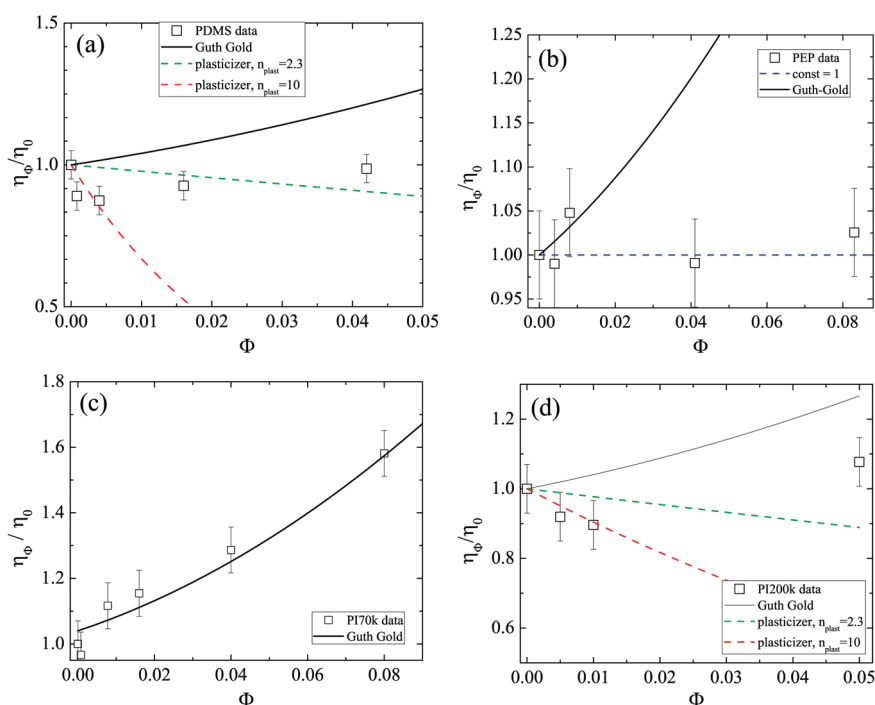 (a)
PDMS data
Guth Gold
plasticizer, n_plast=2.3
plasticizer, n_plast=10
1.5
1.0
0.5
η_Φ/η_0
0.00 0.01 0.02 0.03 0.04 0.05
Φ
(b)
PEP data
const = 1
Guth-Gold
1.25
1.20
1.15
1.10
1.05
1.00
0.95
η_Φ/η_0
0.00 0.02 0.04 0.06 0.08
Φ
(c)
1.8
1.6
1.4
1.2
1.0
η_Φ / η_0
PI70k data
Guth Gold
0.00 0.02 0.04 0.06 0.08
Φ
(d)
1.2
1.0
0.8
0.6
η_Φ/η_0
PI200k data
Guth Gold
plasticizer, n_plast=2.3
plasticizer, n_plast=10
0.00 0.01 0.02 0.03 0.04 0.05
Φ